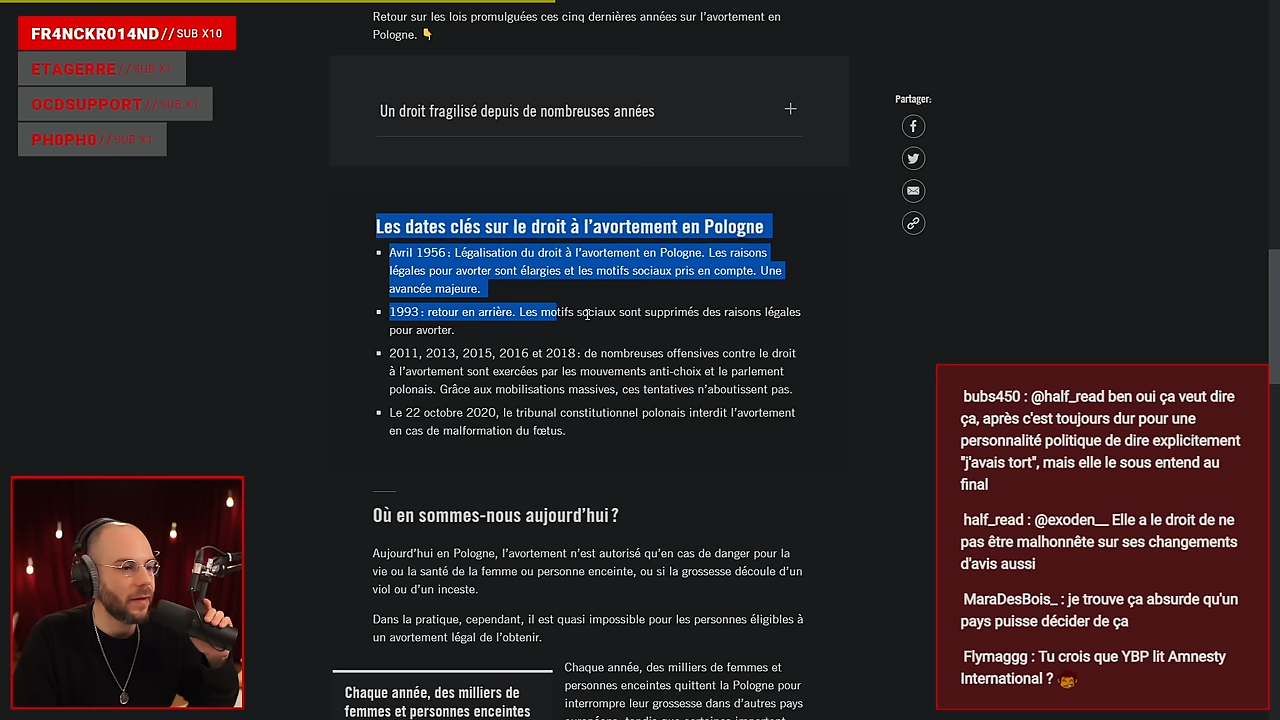 FR4NCKR014ND // SUB X10
ETAGERRE // SUB X1
OCDSUPPORT // SUB X1
PH0PH0 // SUB X1
Retour sur les lois promulguées ces cinq dernières années sur l’avortement en
Pologne. 👇
Un droit fragilisé depuis de nombreuses années
Partager:
Les dates clés sur le droit à l’avortement en Pologne
▪ Avril 1956 : Légalisation du droit à l’avortement en Pologne. Les raisons
légales pour avorter sont élargies et les motifs sociaux pris en compte. Une
avancée majeure.
▪ 1993 : retour en arrière. Les motifs sociaux sont supprimés des raisons légales
pour avorter.
▪ 2011, 2013, 2015, 2016 et 2018 : de nombreuses offensives contre le droit
à l’avortement sont exercées par les mouvements anti-choix et le parlement
polonais. Grâce aux mobilisations massives, ces tentatives n’aboutissent pas.
▪ Le 22 octobre 2020, le tribunal constitutionnel polonais interdit l’avortement
en cas de malformation du fœtus.
Où en sommes-nous aujourd’hui ?
Aujourd’hui en Pologne, l’avortement n’est autorisé qu’en cas de danger pour la
vie ou la santé de la femme ou personne enceinte, ou si la grossesse découle d’un
viol ou d’un inceste.
Dans la pratique, cependant, il est quasi impossible pour les personnes éligibles à
un avortement légal de l’obtenir.
Chaque année, des milliers de
femmes et personnes enceintes
Chaque année, des milliers de femmes et
personnes enceintes quittent la Pologne pour
interrompre leur grossesse dans d’autres pays
bubs450 : @half_read ben oui ça veut dire
ça, après c'est toujours dur pour une
personnalité politique de dire explicitement
"j'avais tort", mais elle le sous entend au
final
half_read : @exoden__ Elle a le droit de ne
pas être malhonnête sur ses changements
d'avis aussi
MaraDesBois_ : je trouve ça absurde qu'un
pays puisse décider de ça
Flymaggg : Tu crois que YBP lit Amnesty
International ?